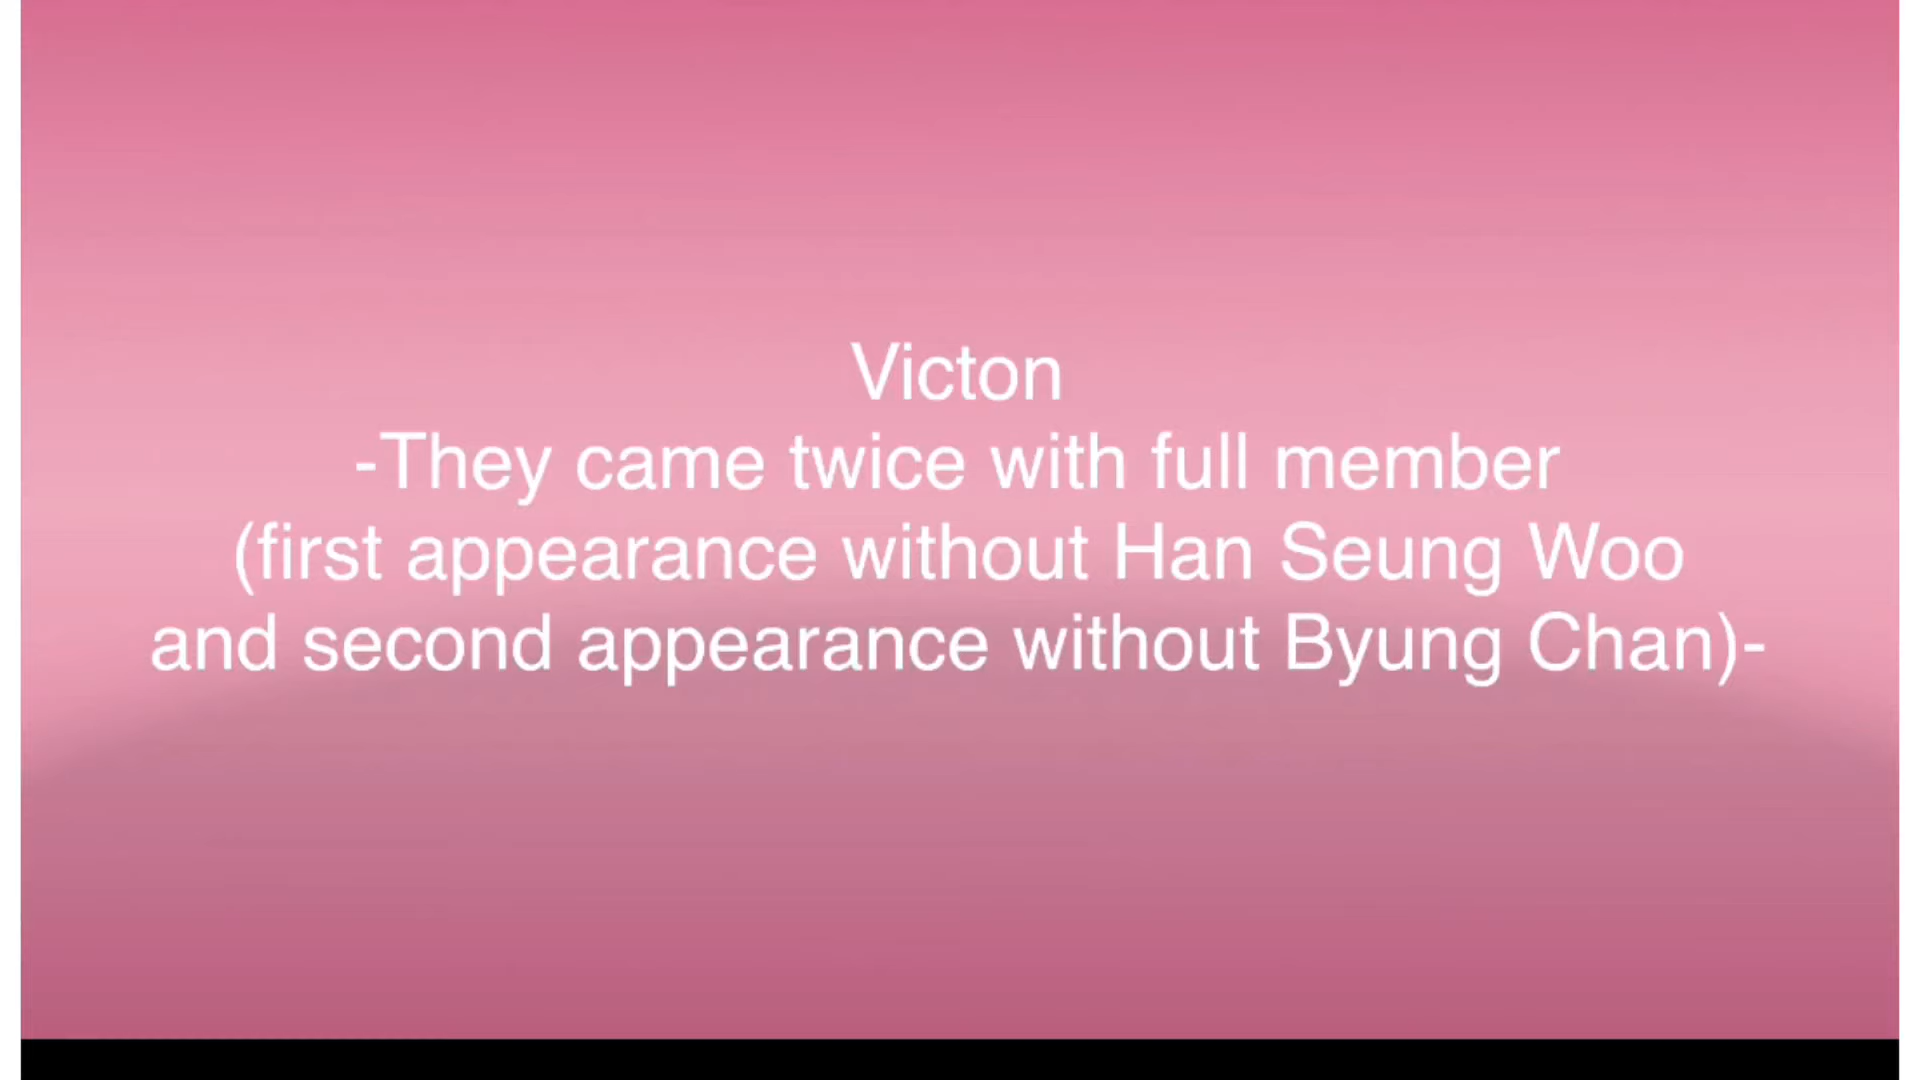 Victon
-They came twice with full member
(first appearance without Han Seung Woo
and second appearance without Byung Chan)-